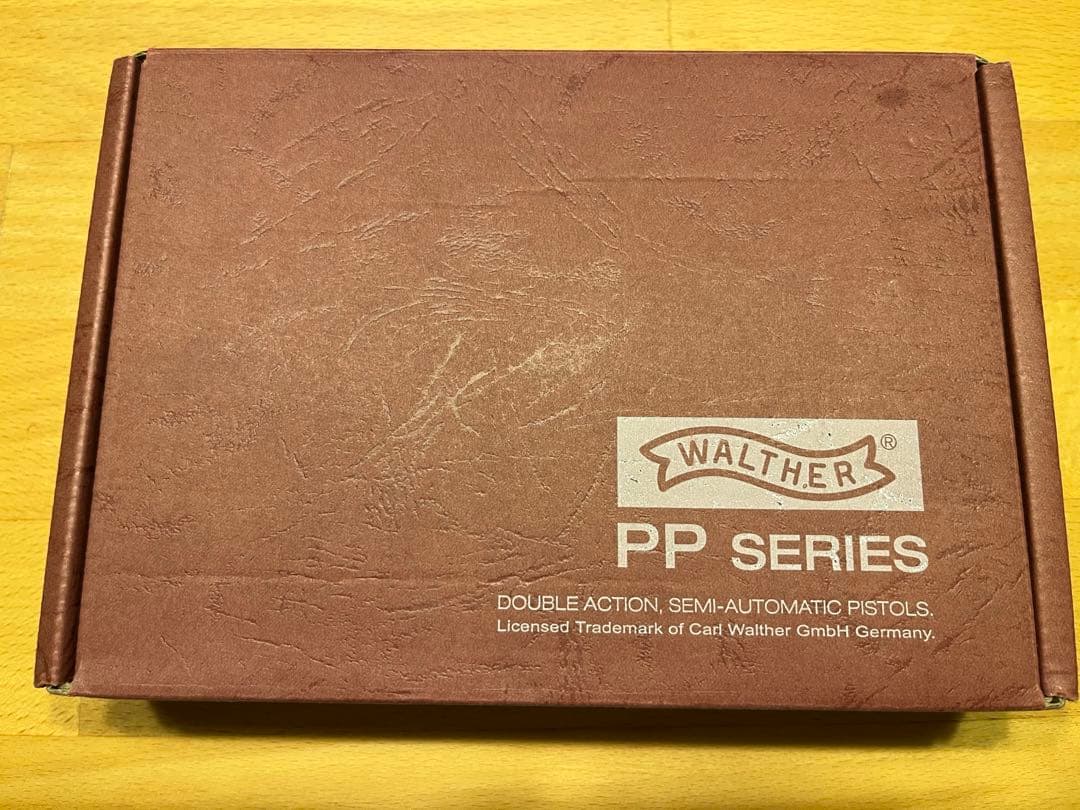 WALTHER®
PP SERIES
DOUBLE ACTION, SEMI-AUTOMATIC PISTOLS.
Licensed Trademark of Carl Walther GmbH Germany.